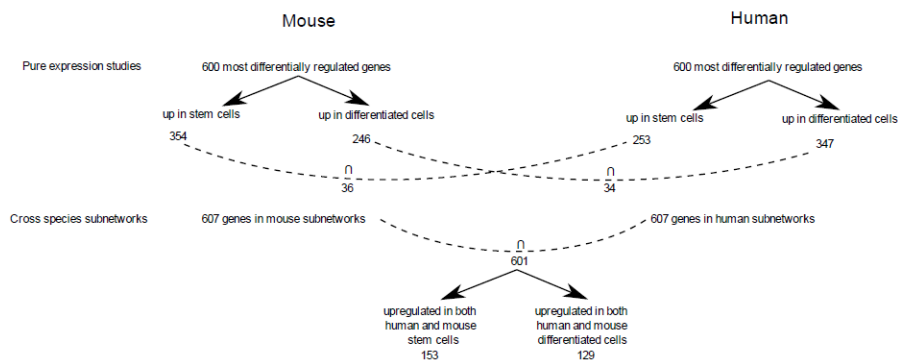 Mouse
Human
Pure expression studies
600 most differentially regulated genes
600 most differentially regulated genes
up in stem cells
up in differentiated cells
up in stem cells
up in differentiated cells
354
246
253
347
∩
36
∩
34
Cross species subnetworks
607 genes in mouse subnetworks
607 genes in human subnetworks
∩
601
upregulated in both
human and mouse
stem cells
153
upregulated in both
human and mouse
differentiated cells
129